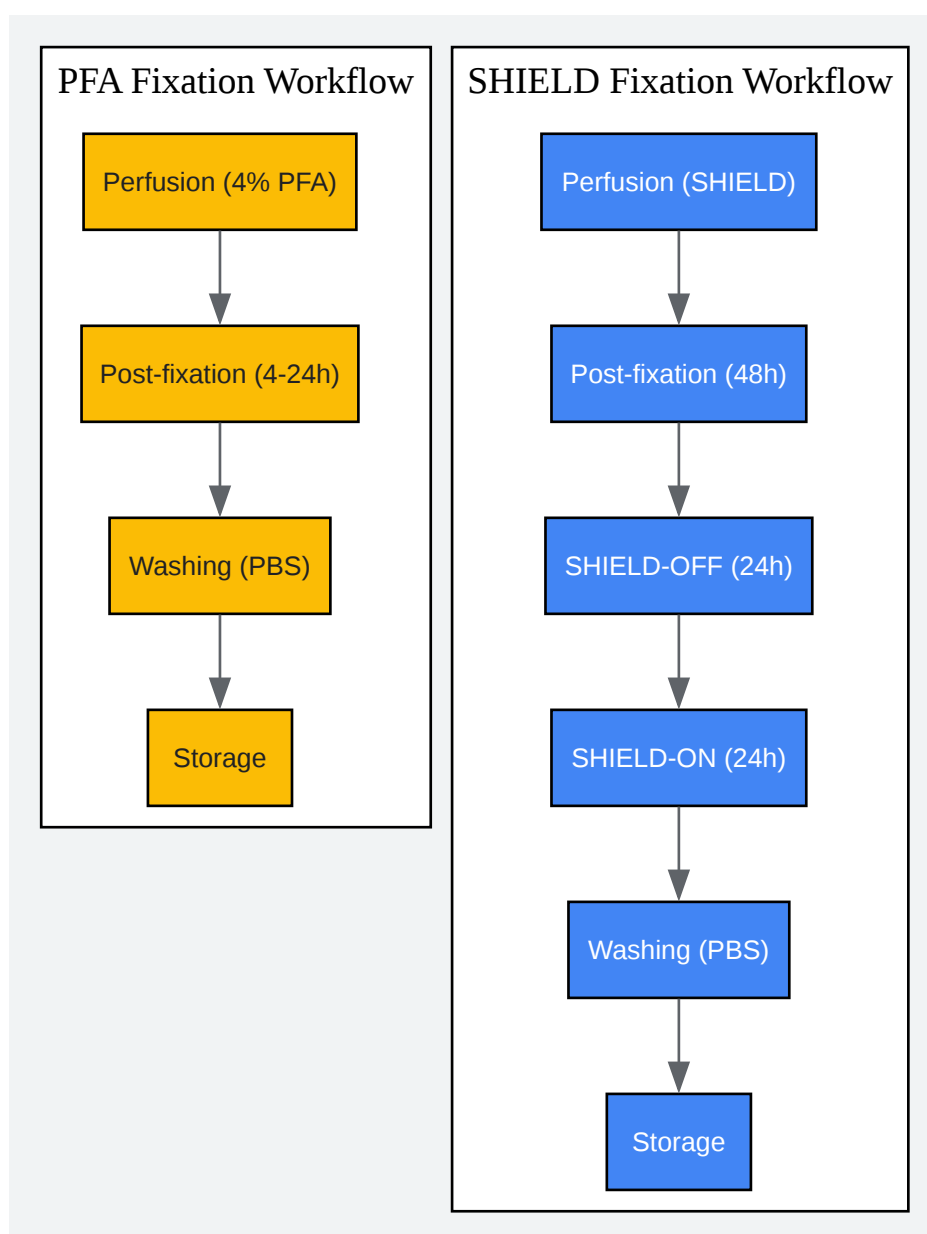 PFA Fixation Workflow
Perfusion (4% PFA)
Post-fixation (4-24h)
Washing (PBS)
Storage
SHIELD Fixation Workflow
Perfusion (SHIELD)
Post-fixation (48h)
SHIELD-OFF (24h)
SHIELD-ON (24h)
Washing (PBS)
Storage